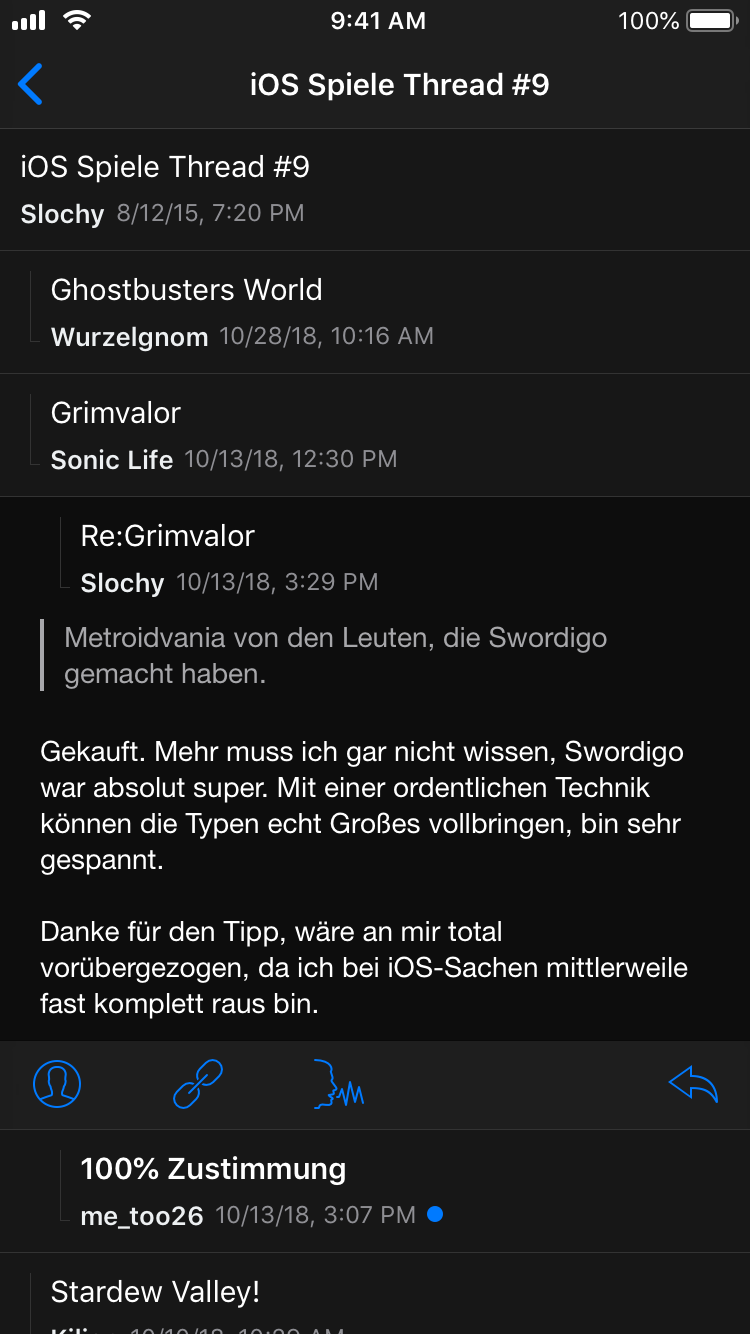 9:41 AM 100%
iOS Spiele Thread #9
iOS Spiele Thread #9
Slochy 8/12/15, 7:20 PM
Ghostbusters World
Wurzelgnom 10/28/18, 10:16 AM
Grimvalor
Sonic Life 10/13/18, 12:30 PM
Re:Grimvalor
Slochy 10/13/18, 3:29 PM
Metroidvania von den Leuten, die Swordigo
gemacht haben.
Gekauft. Mehr muss ich gar nicht wissen, Swordigo
war absolut super. Mit einer ordentlichen Technik
können die Typen echt Großes vollbringen, bin sehr
gespannt.
Danke für den Tipp, wäre an mir total
vorübergezogen, da ich bei iOS-Sachen mittlerweile
fast komplett raus bin.
100% Zustimmung
me_too26 10/13/18, 3:07 PM
Stardew Valley!